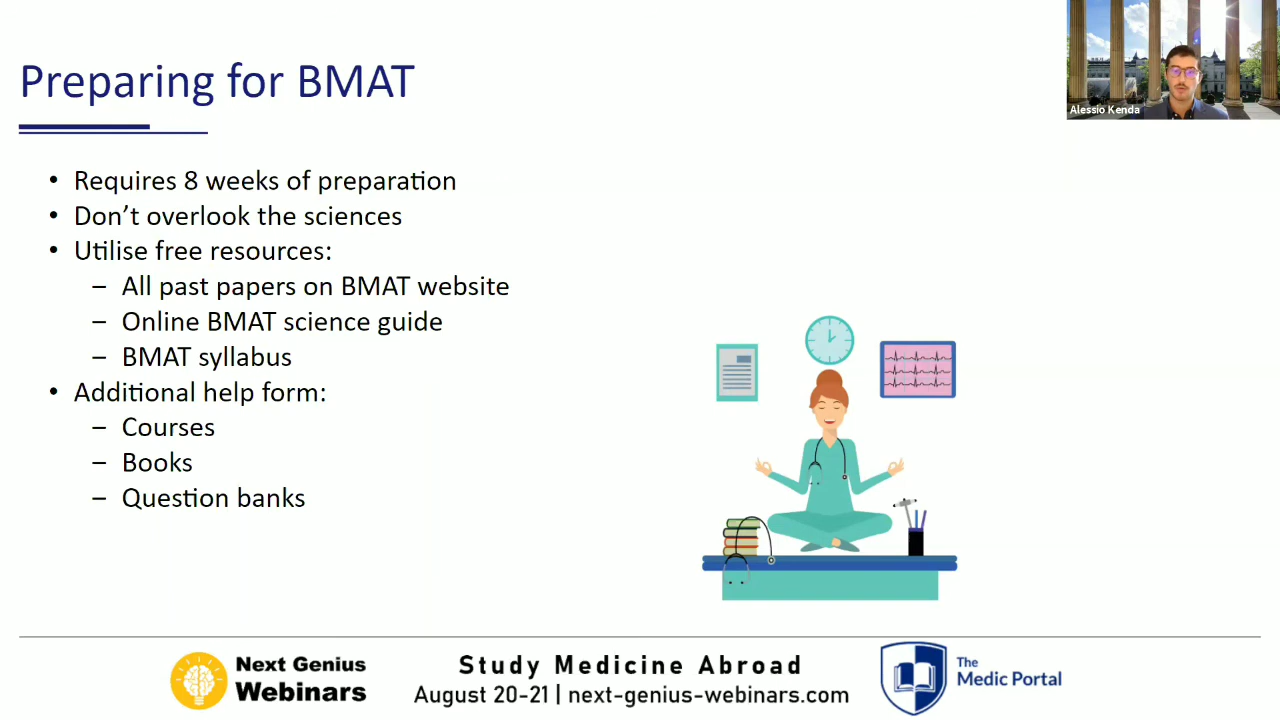 Preparing for BMAT
Alessio Kenda
• Requires 8 weeks of preparation
• Don’t overlook the sciences
• Utilise free resources:
– All past papers on BMAT website
– Online BMAT science guide
– BMAT syllabus
• Additional help form:
– Courses
– Books
– Question banks
Next Genius
Webinars
Study Medicine Abroad
August 20-21 | next-genius-webinars.com
The
Medic Portal